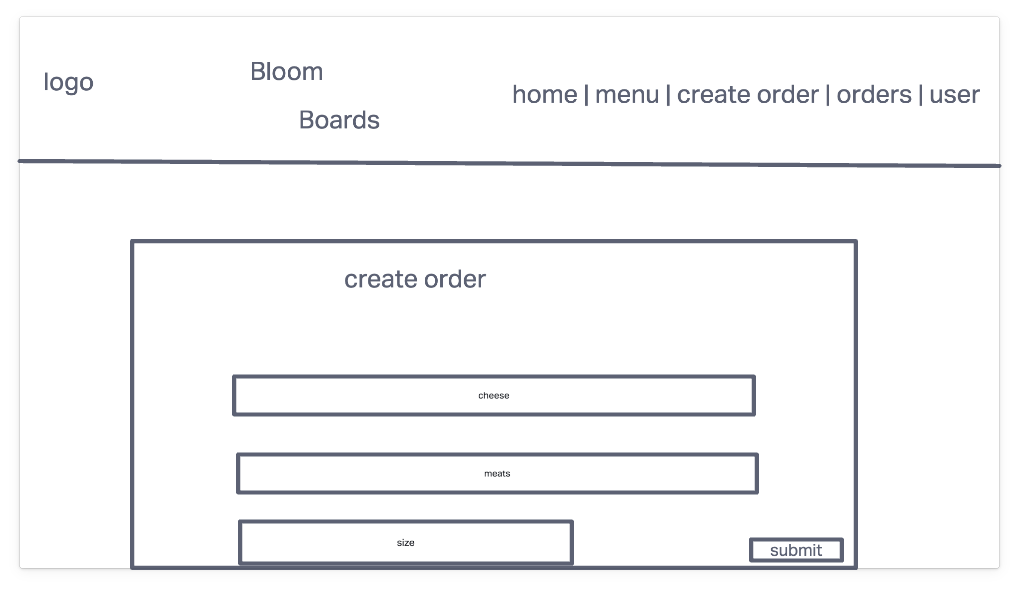 logo
Bloom
Boards
home | menu | create order | orders | user
create order
cheese
meats
size
submit